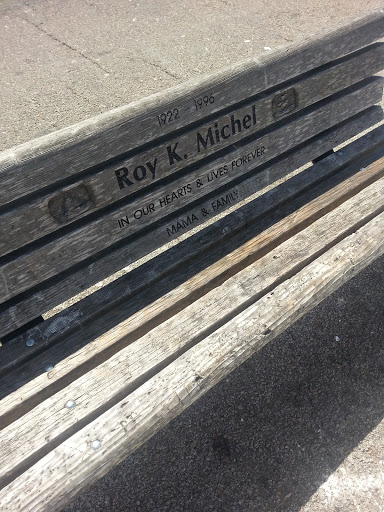 1922 - 1996
Roy K. Michel
IN OUR HEARTS & LIVES FOREVER
MAMA & FAMILY